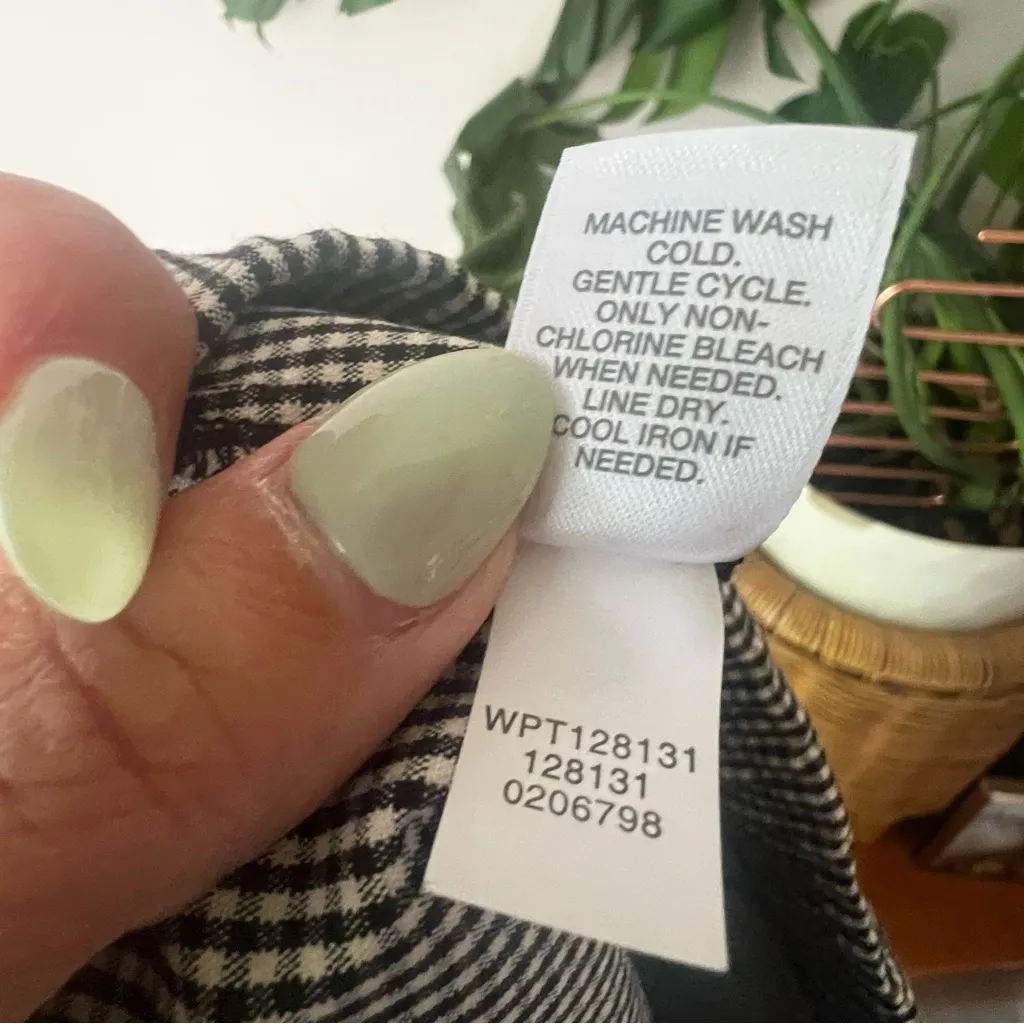 MACHINE WASH
COLD.
GENTLE CYCLE.
ONLY NON-
CHLORINE BLEACH
WHEN NEEDED.
LINE DRY.
COOL IRON IF
NEEDED.
WPT128131
128131
0206798